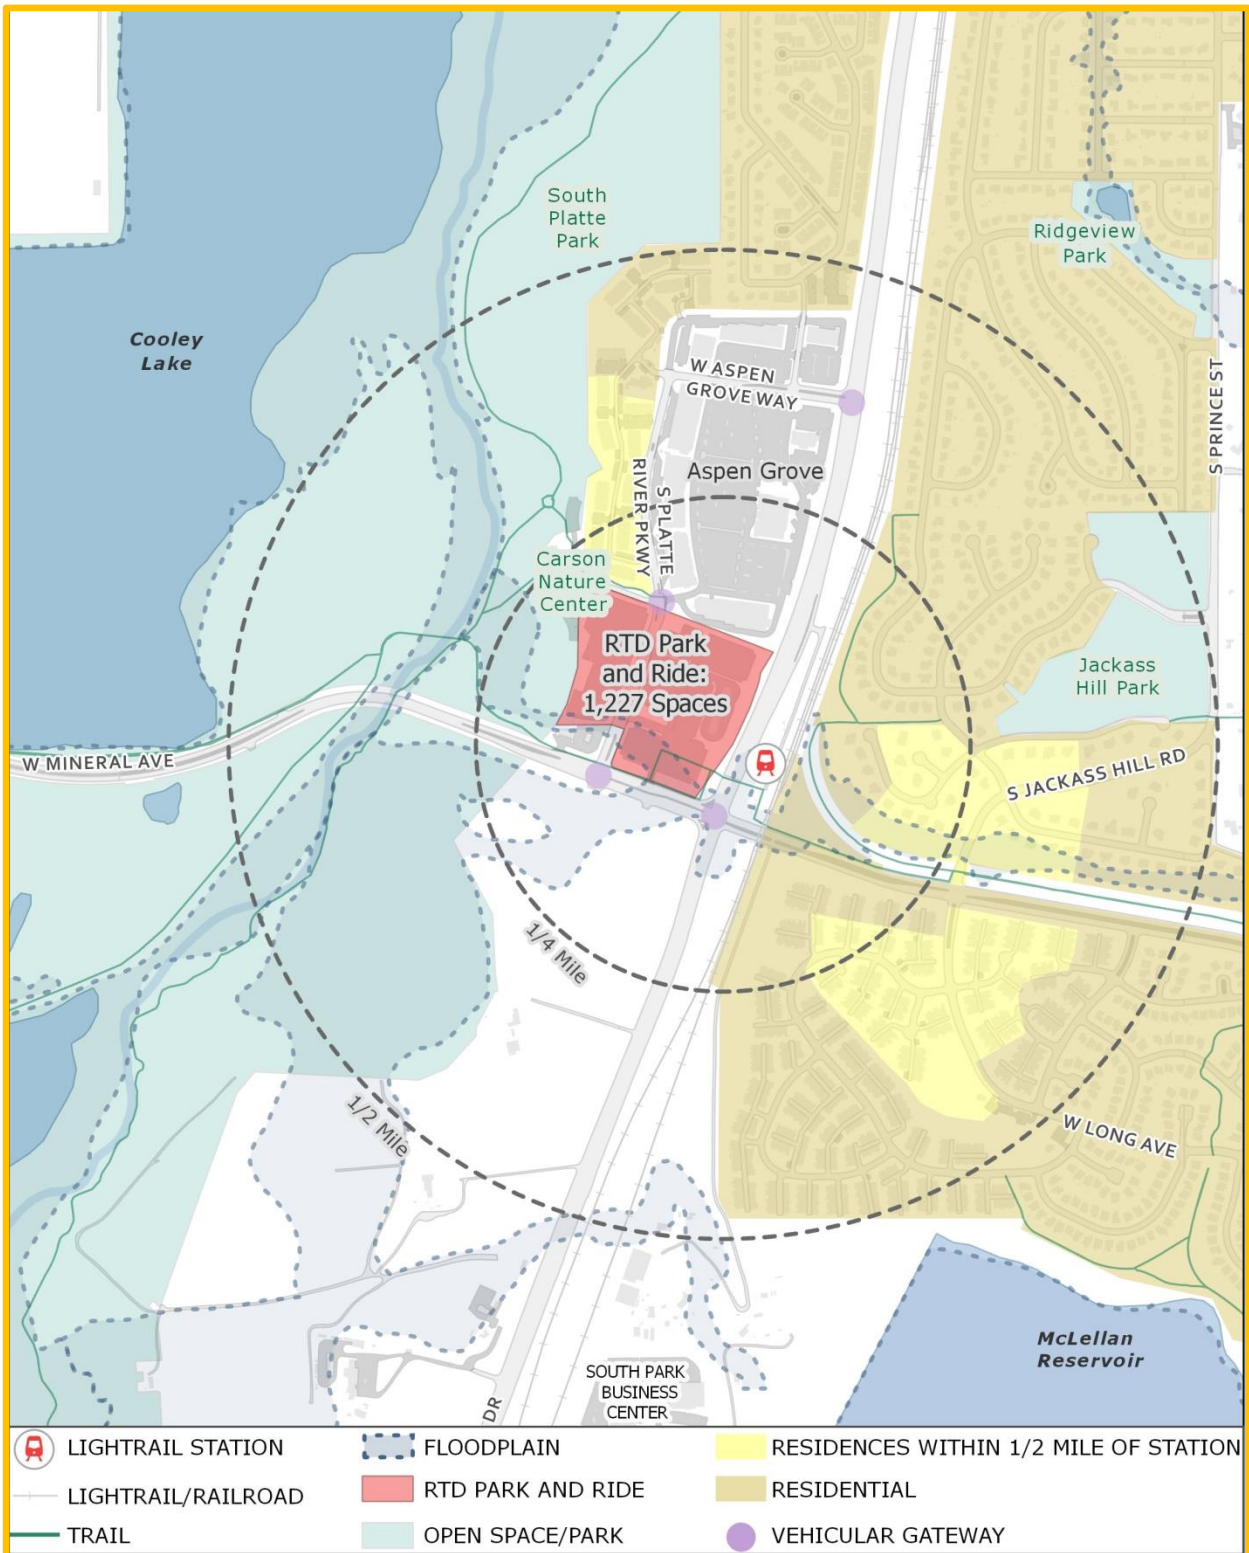 South
Platte
Park
Ridgeview
Park
Cooley
Lake
W ASPEN
GROVE WAY
S PRINCE ST
Aspen Grove
S PLATTE
RIVER PKWY
Carson
Nature
Center
RTD Park
and Ride:
1,227 Spaces
Jackass
Hill Park
W MINERAL AVE
S JACKASS HILL RD
1/4 Mile
1/2 Mile
W LONG AVE
McLellan
Reservoir
SOUTH PARK
BUSINESS
CENTER
DR
LIGHTRAIL STATION
FLOODPLAIN
RESIDENCES WITHIN 1/2 MILE OF STATION
LIGHTRAIL/RAILROAD
RTD PARK AND RIDE
RESIDENTIAL
TRAIL
OPEN SPACE/PARK
VEHICULAR GATEWAY